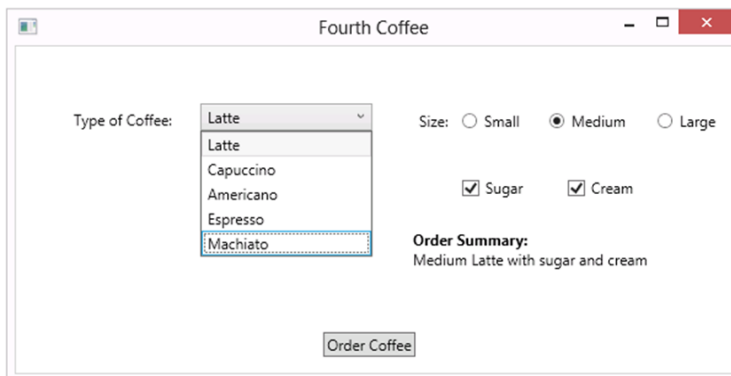 Fourth Coffee
Type of Coffee: Latte Size: Small Medium Large
Latte
Capuccino
Americano
Espresso
Machiato
Sugar Cream
Order Summary:
Medium Latte with sugar and cream
Order Coffee